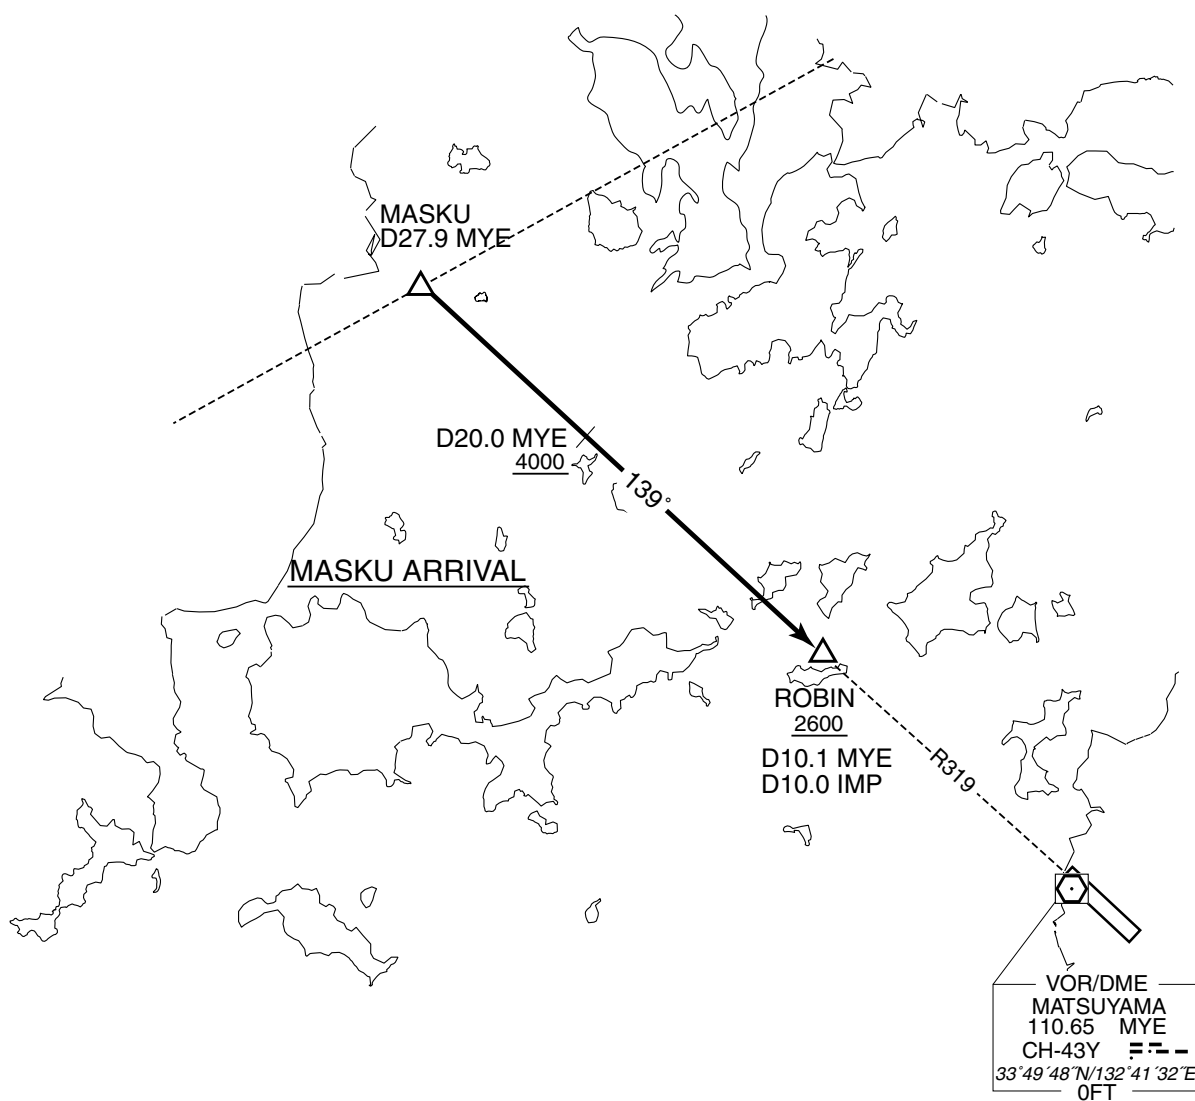 MASKU
D27.9 MYE
D20.0 MYE
4000
139°
MASKU ARRIVAL
ROBIN
2600
D10.1 MYE
D10.0 IMP
R319
VOR/DME
MATSUYAMA
110.65 MYE
CH-43Y
33°49´48˝N/132°41´32˝E
0FT